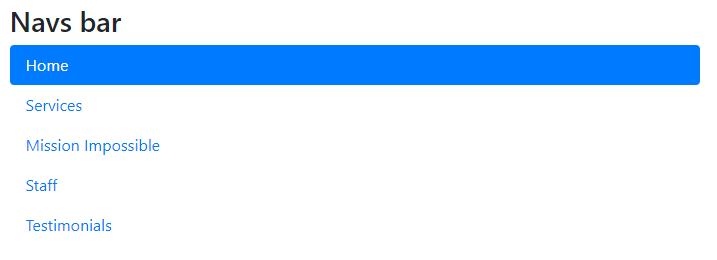 Navs bar
Home
Services
Mission Impossible
Staff
Testimonials